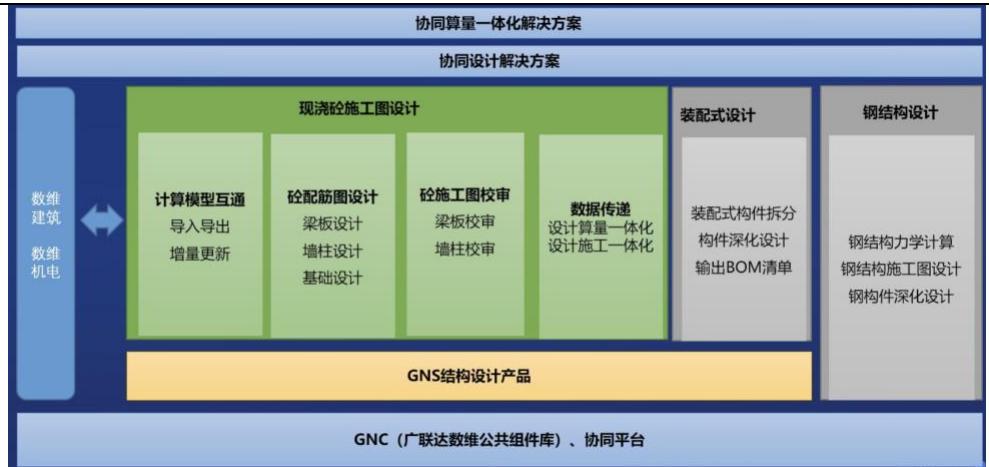 协同算量一体化解决方案
协同设计解决方案
数维
建筑
数维
机电
现浇砼施工图设计
计算模型互通
导入导出
增量更新
砼配筋图设计
梁板设计
墙柱设计
基础设计
砼施工图校审
梁板校审
墙柱校审
数据传递
设计算量一体化
设计施工一体化
装配式设计
装配式构件拆分
构件深化设计
输出BOM清单
钢结构设计
钢结构力学计算
钢结构施工图设计
钢构件深化设计
GNS结构设计产品
GNC（广联达数维公共组件库）、协同平台